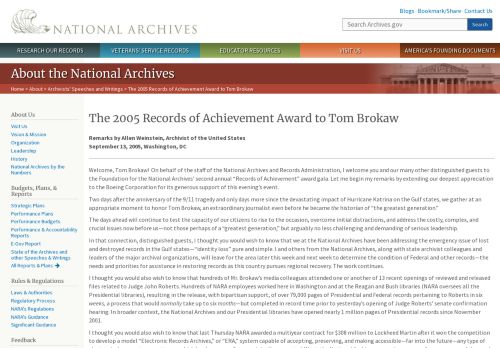 Blogs · Bookmark/Share · Contact Us
NATIONAL ARCHIVES
Search Archives.gov
Search
RESEARCH OUR RECORDS
VETERANS' SERVICE RECORDS
EDUCATOR RESOURCES
VISIT US
AMERICA'S FOUNDING DOCUMENTS
About the National Archives
Home > About > Archivists' Speeches and Writings > The 2005 Records of Achievement Award to Tom Brokaw
About Us
Visit Us
Vision & Mission
Organization
Leadership
History
National Archives by the
Numbers
Budgets, Plans, &
Reports
Strategic Plans
Performance Plans
Performance Budgets
Performance & Accountability
Reports
E-Gov Report
State of the Archives and
other Speeches & Writings
All Reports & Plans
Rules & Regulations
Laws & Authorities
Regulatory Process
NARA's Regulations
NARA's Guidance
Significant Guidance
Feedback
The 2005 Records of Achievement Award to Tom Brokaw
Remarks by Allen Weinstein, Archivist of the United States
September 13, 2005, Washington, DC
Welcome, Tom Brokaw! On behalf of the staff of the National Archives and Records Administration, I welcome you and our many other distinguished guests to
the Foundation for the National Archives' second annual "Records of Achievement" award gala. Let me begin my remarks by extending our deepest appreciation
to the Boeing Corporation for its generous support of this evening's event.
Two days after the anniversary of the 9/11 tragedy and only days more since the devastating impact of Hurricane Katrina on the Gulf states, we gather at an
appropriate moment to honor Tom Brokaw, an extraordinary journalist even before he became the historian of "the greatest generation."
The days ahead will continue to test the capacity of our citizens to rise to the occasion, overcome initial distractions, and address the costly, complex, and
crucial issues now before us—not those perhaps of a "greatest generation," but arguably no less challenging and demanding of serious leadership.
In that connection, distinguished guests, I thought you would wish to know that we at the National Archives have been addressing the emergency issue of lost
and destroyed records in the Gulf states—"identity loss" pure and simple. I and others from the National Archives, along with state archivist colleagues and
leaders of the major archival organizations, will leave for the area later this week and next week to determine the condition of Federal and other records—the
needs and priorities for assistance in restoring records as this country pursues regional recovery. The work continues.
I thought you would also wish to know that hundreds of Mr. Brokaw's media colleagues attended one or another of 12 recent openings of reviewed and released
files related to Judge John Roberts. Hundreds of NARA employees worked here in Washington and at the Reagan and Bush libraries (NARA oversees all the
Presidential libraries), resulting in the release, with bipartisan support, of over 79,000 pages of Presidential and Federal records pertaining to Roberts in six
weeks, a process that would normally take up to six months—but completed in record time prior to yesterday's opening of Judge Roberts' senate confirmation
hearing. In broader context, the National Archives and our Presidential libraries have opened nearly 1 million pages of Presidential records since November
2001.
I thought you would also wish to know that last Thursday NARA awarded a multiyear contract for $308 million to Lockheed Martin after it won the competition
to develop a model "Electronic Records Archives," or "ERA," system capable of accepting, preserving, and making accessible—far into the future—any type of